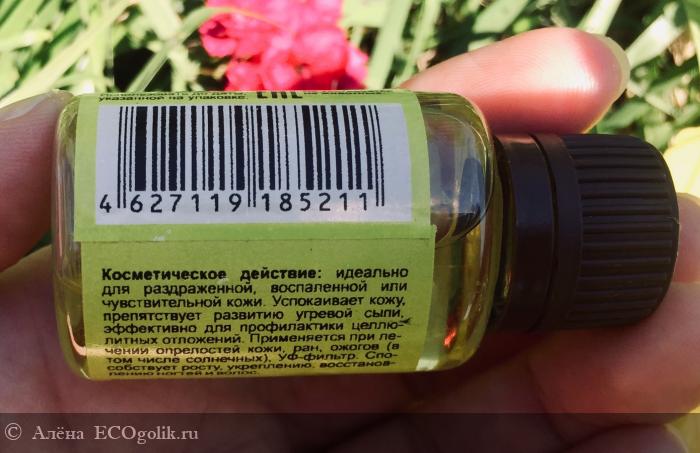 указанной на упаковке. EAC
4 627119 185211
Косметическое действие: идеально
для раздраженной, воспаленной или
чувствительной кожи. Успокаивает кожу,
препятствует развитию угревой сыпи,
эффективно для профилактики целлю-
литных отложений. Применяется при ле-
чении опрелостей кожи, ран, ожогов (в
том числе солнечных). Уф-фильтр. Спо-
собствует росту, укреплению, восстанов-
лению ногтей и волос.
© Алёна ECOgolik.ru